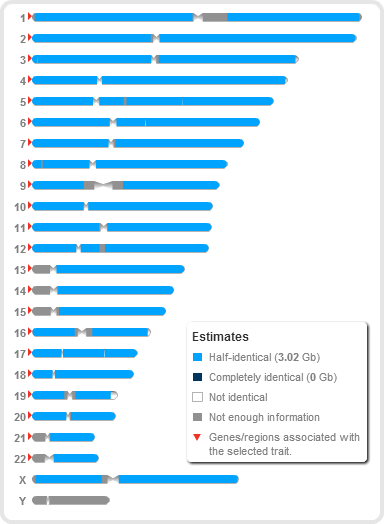 1
2
3
4
5
6
7
8
9
10
11
12
13
14
15
16
Estimates
17
Half-identical (3.02 Gb)
18
Completely identical (0 Gb)
19
Not identical
20
Not enough information
21
Genes/regions associated with
the selected trait.
22
X
Y